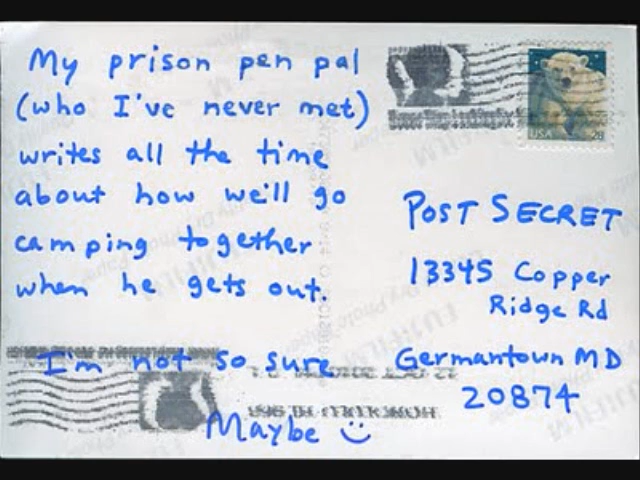 My prison pen pal
(who I've never met)
writes all the time
about how we'll go
camping together
when he gets out.
I'm not so sure
Maybe
USA
POST SECRET
13345 Copper
Ridge Rd
Germantown MD
20874